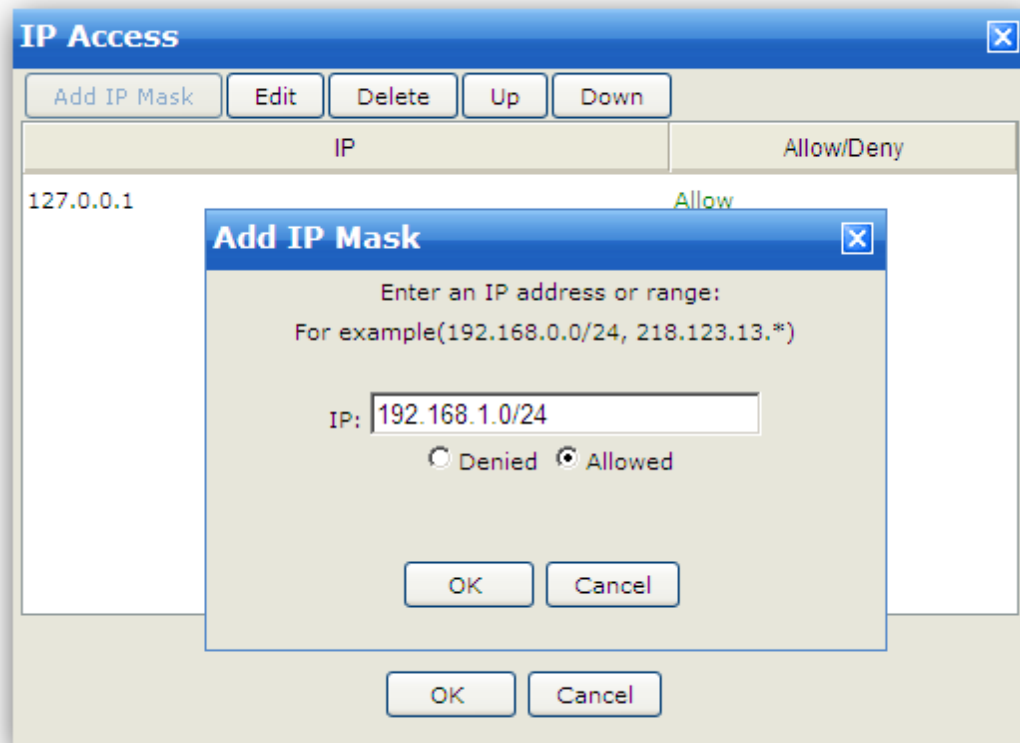 IP Access
Add IP Mask Edit Delete Up Down
IP Allow/Deny
127.0.0.1 Allow
Add IP Mask
Enter an IP address or range:
For example(192.168.0.0/24, 218.123.13.*)
IP: 192.168.1.0/24
Denied Allowed
OK Cancel
OK Cancel